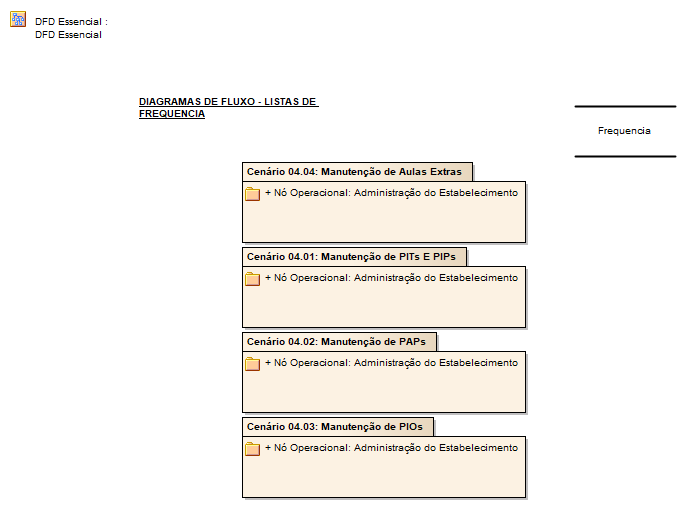 DFD Essencial :
DFD Essencial
DIAGRAMAS DE FLUXO - LISTAS DE
FREQUENCIA
Frequencia
Cenário 04.04: Manutenção de Aulas Extras
+ Nó Operacional: Administração do Estabelecimento
Cenário 04.01: Manutenção de PITs E PIPs
+ Nó Operacional: Administração do Estabelecimento
Cenário 04.02: Manutenção de PAPs
+ Nó Operacional: Administração do Estabelecimento
Cenário 04.03: Manutenção de PIOs
+ Nó Operacional: Administração do Estabelecimento